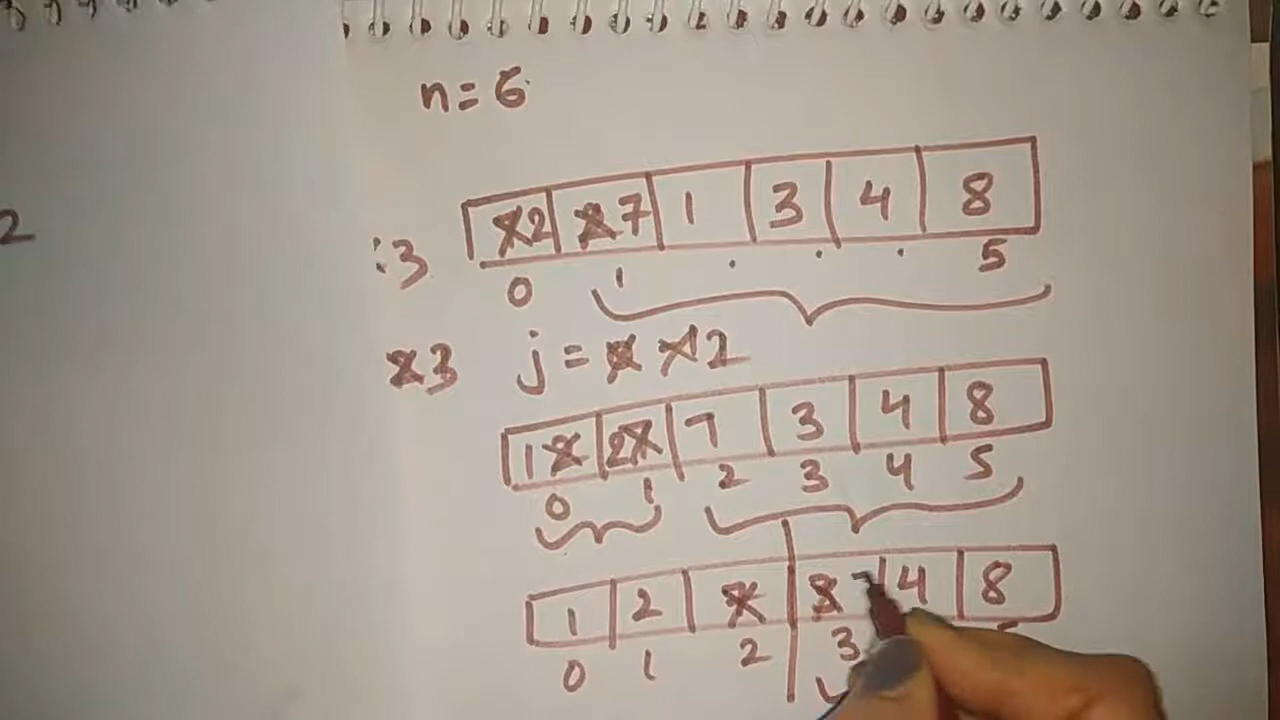 n=6
2
2 7 1 3 4 8
:3
0 1 . . . 5
3 j= 2
1 2 7 3 4 8
0 1 2 3 4 5
1 2 7 4 8
0 1 2 3